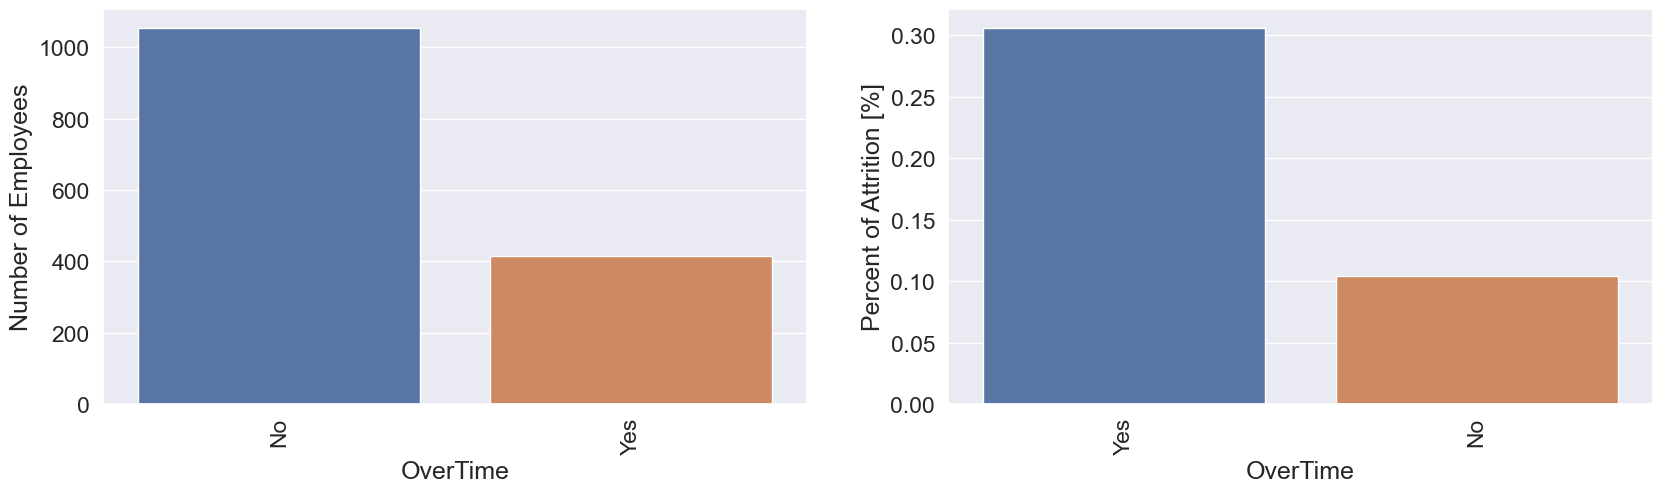 Number of Employees
1000
800
600
400
200
0
No
Yes
OverTime
Percent of Attrition [%]
0.30
0.25
0.20
0.15
0.10
0.05
0.00
Yes
No
OverTime